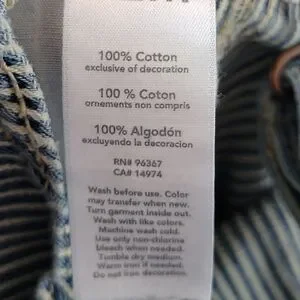 100% Cotton
exclusive of decoration
100 % Coton
ornements non compris
100% Algodón
excluyendo la decoracion
RN# 96367
CA# 14974
Wash before use. Color
may transfer when new.
Turn garment inside out.
Wash with like colors.
Machine wash cold.
Use only non-chlorine
bleach when needed.
Tumble dry medium.
Warm iron if needed.
Do not iron decoration.